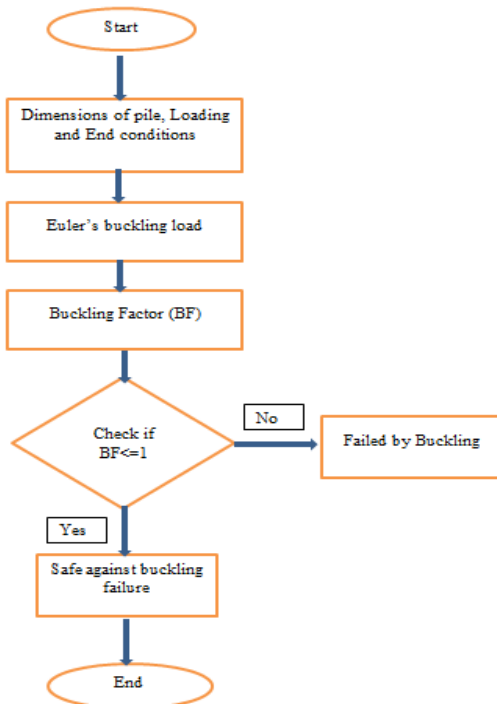 Start
Dimensions of pile, Loading
and End conditions
Euler's buckling load
Buckling Factor (BF)
Check if
BF<=1
No
Failed by Buckling
Yes
Safe against buckling
failure
End